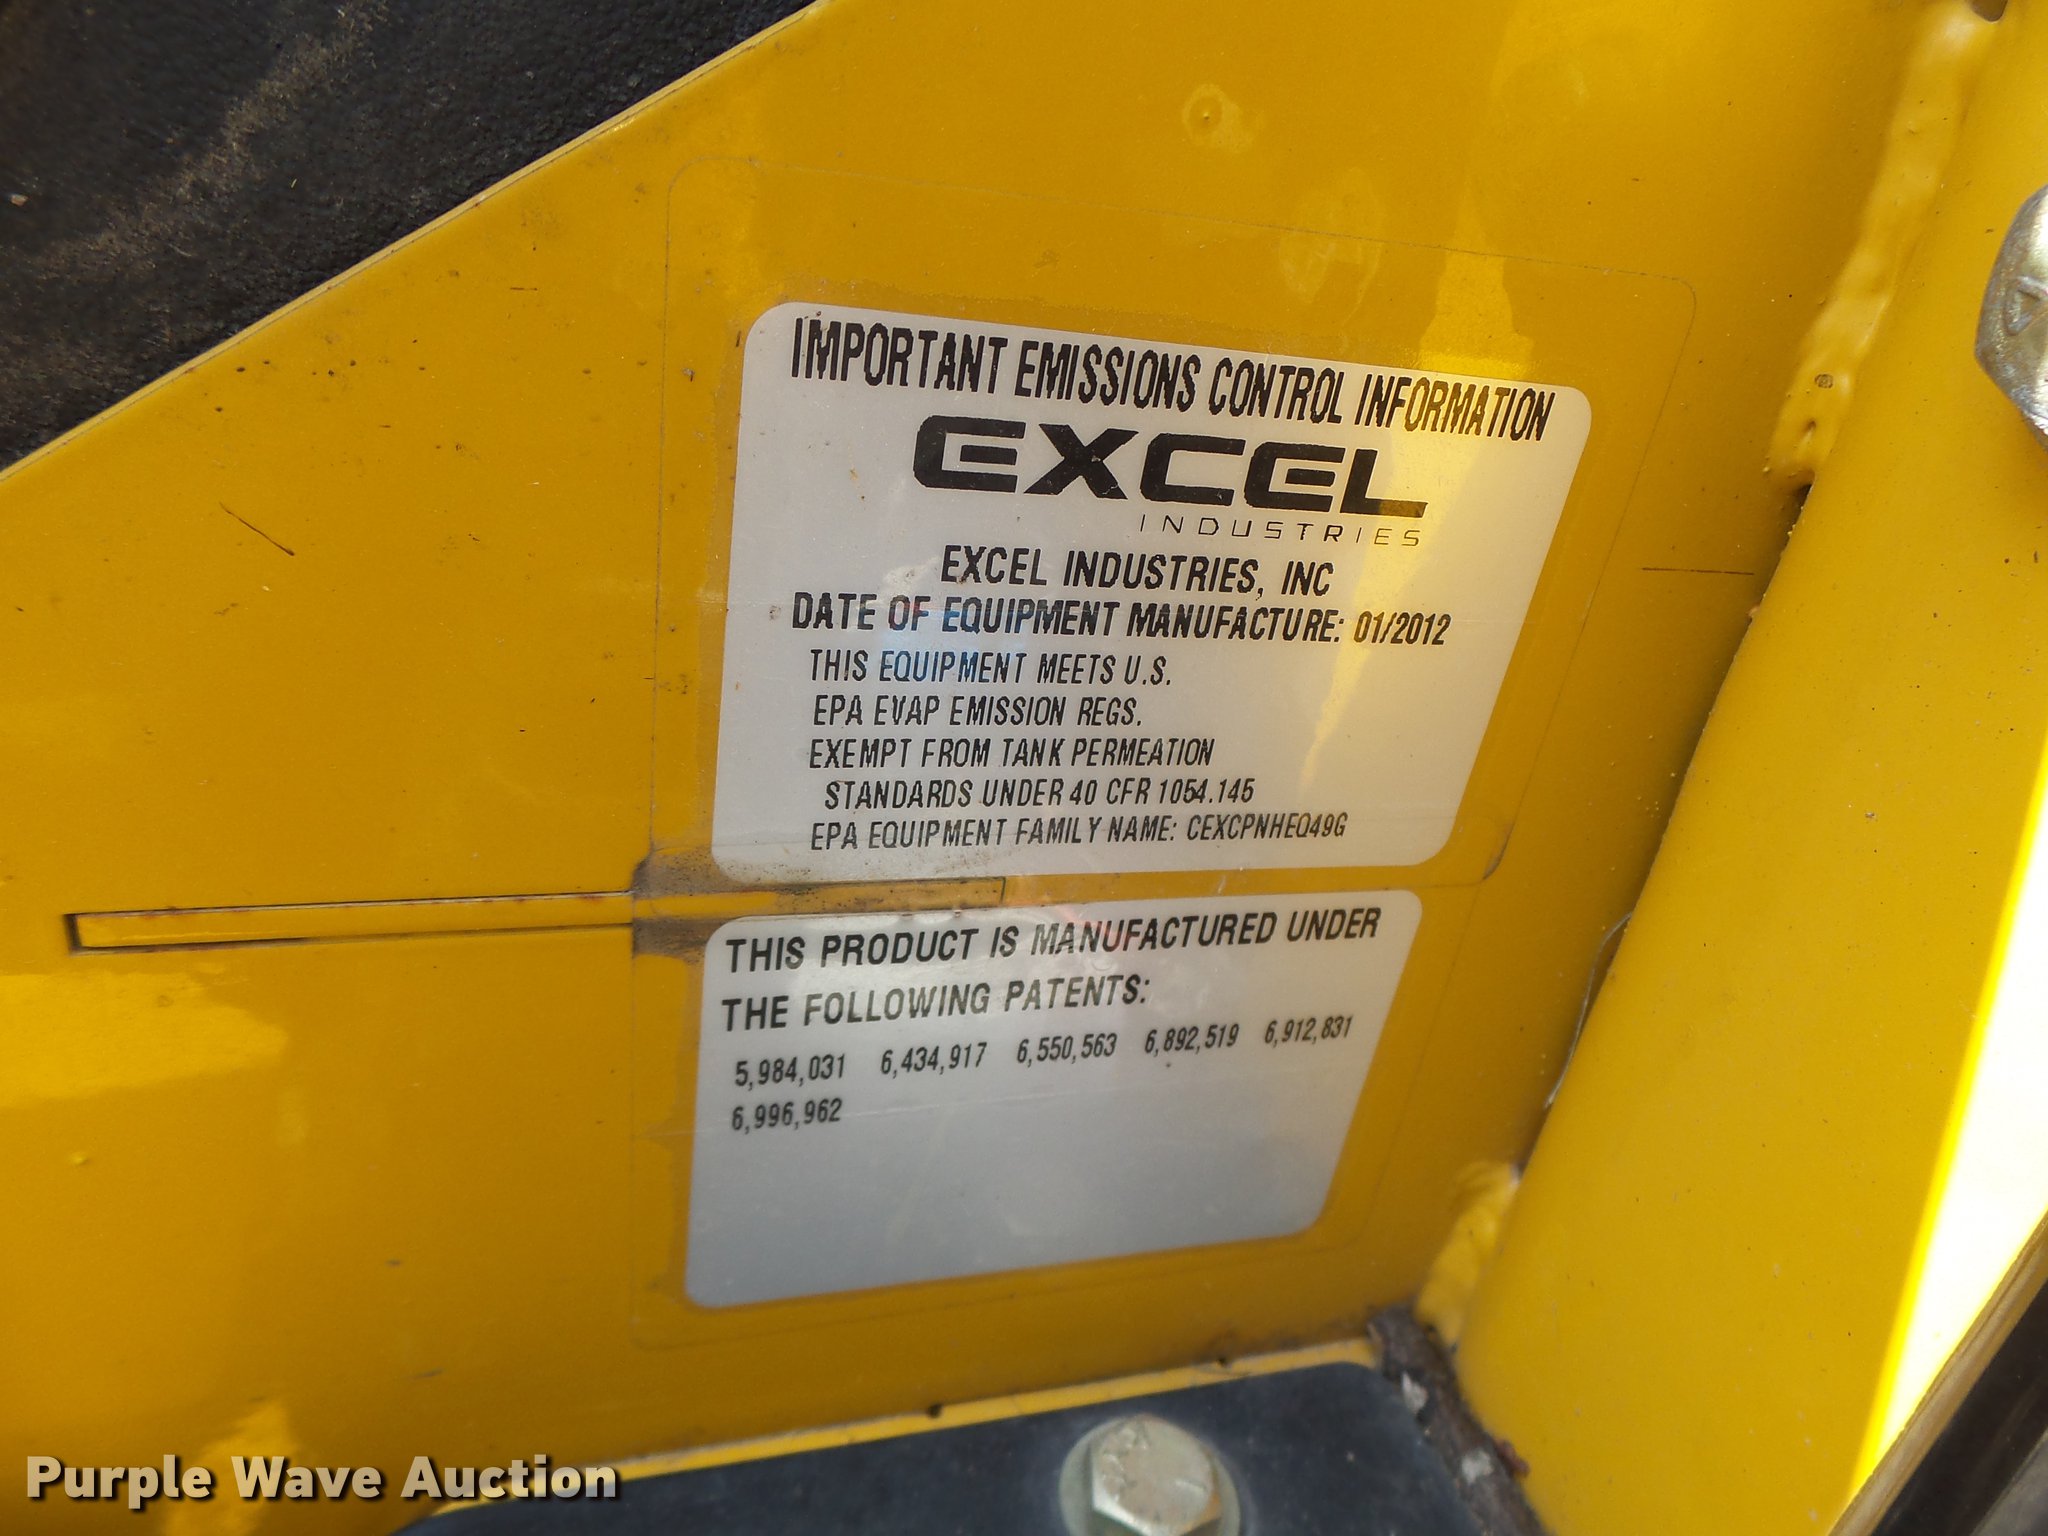 IMPORTANT EMISSIONS CONTROL INFORMATION
EXCEL
INDUSTRIES
EXCEL INDUSTRIES, INC
DATE OF EQUIPMENT MANUFACTURE: 01/2012
THIS EQUIPMENT MEETS U.S.
EPA EVAP EMISSION REGS.
EXEMPT FROM TANK PERMEATION
STANDARDS UNDER 40 CFR 1054.145
EPA EQUIPMENT FAMILY NAME: CEXCPNHEQ49G
THIS PRODUCT IS MANUFACTURED UNDER
THE FOLLOWING PATENTS:
5,984,031 6,434,917 6,550,563 6,892,519 6,912,831
6,996,962
Purple Wave Auction